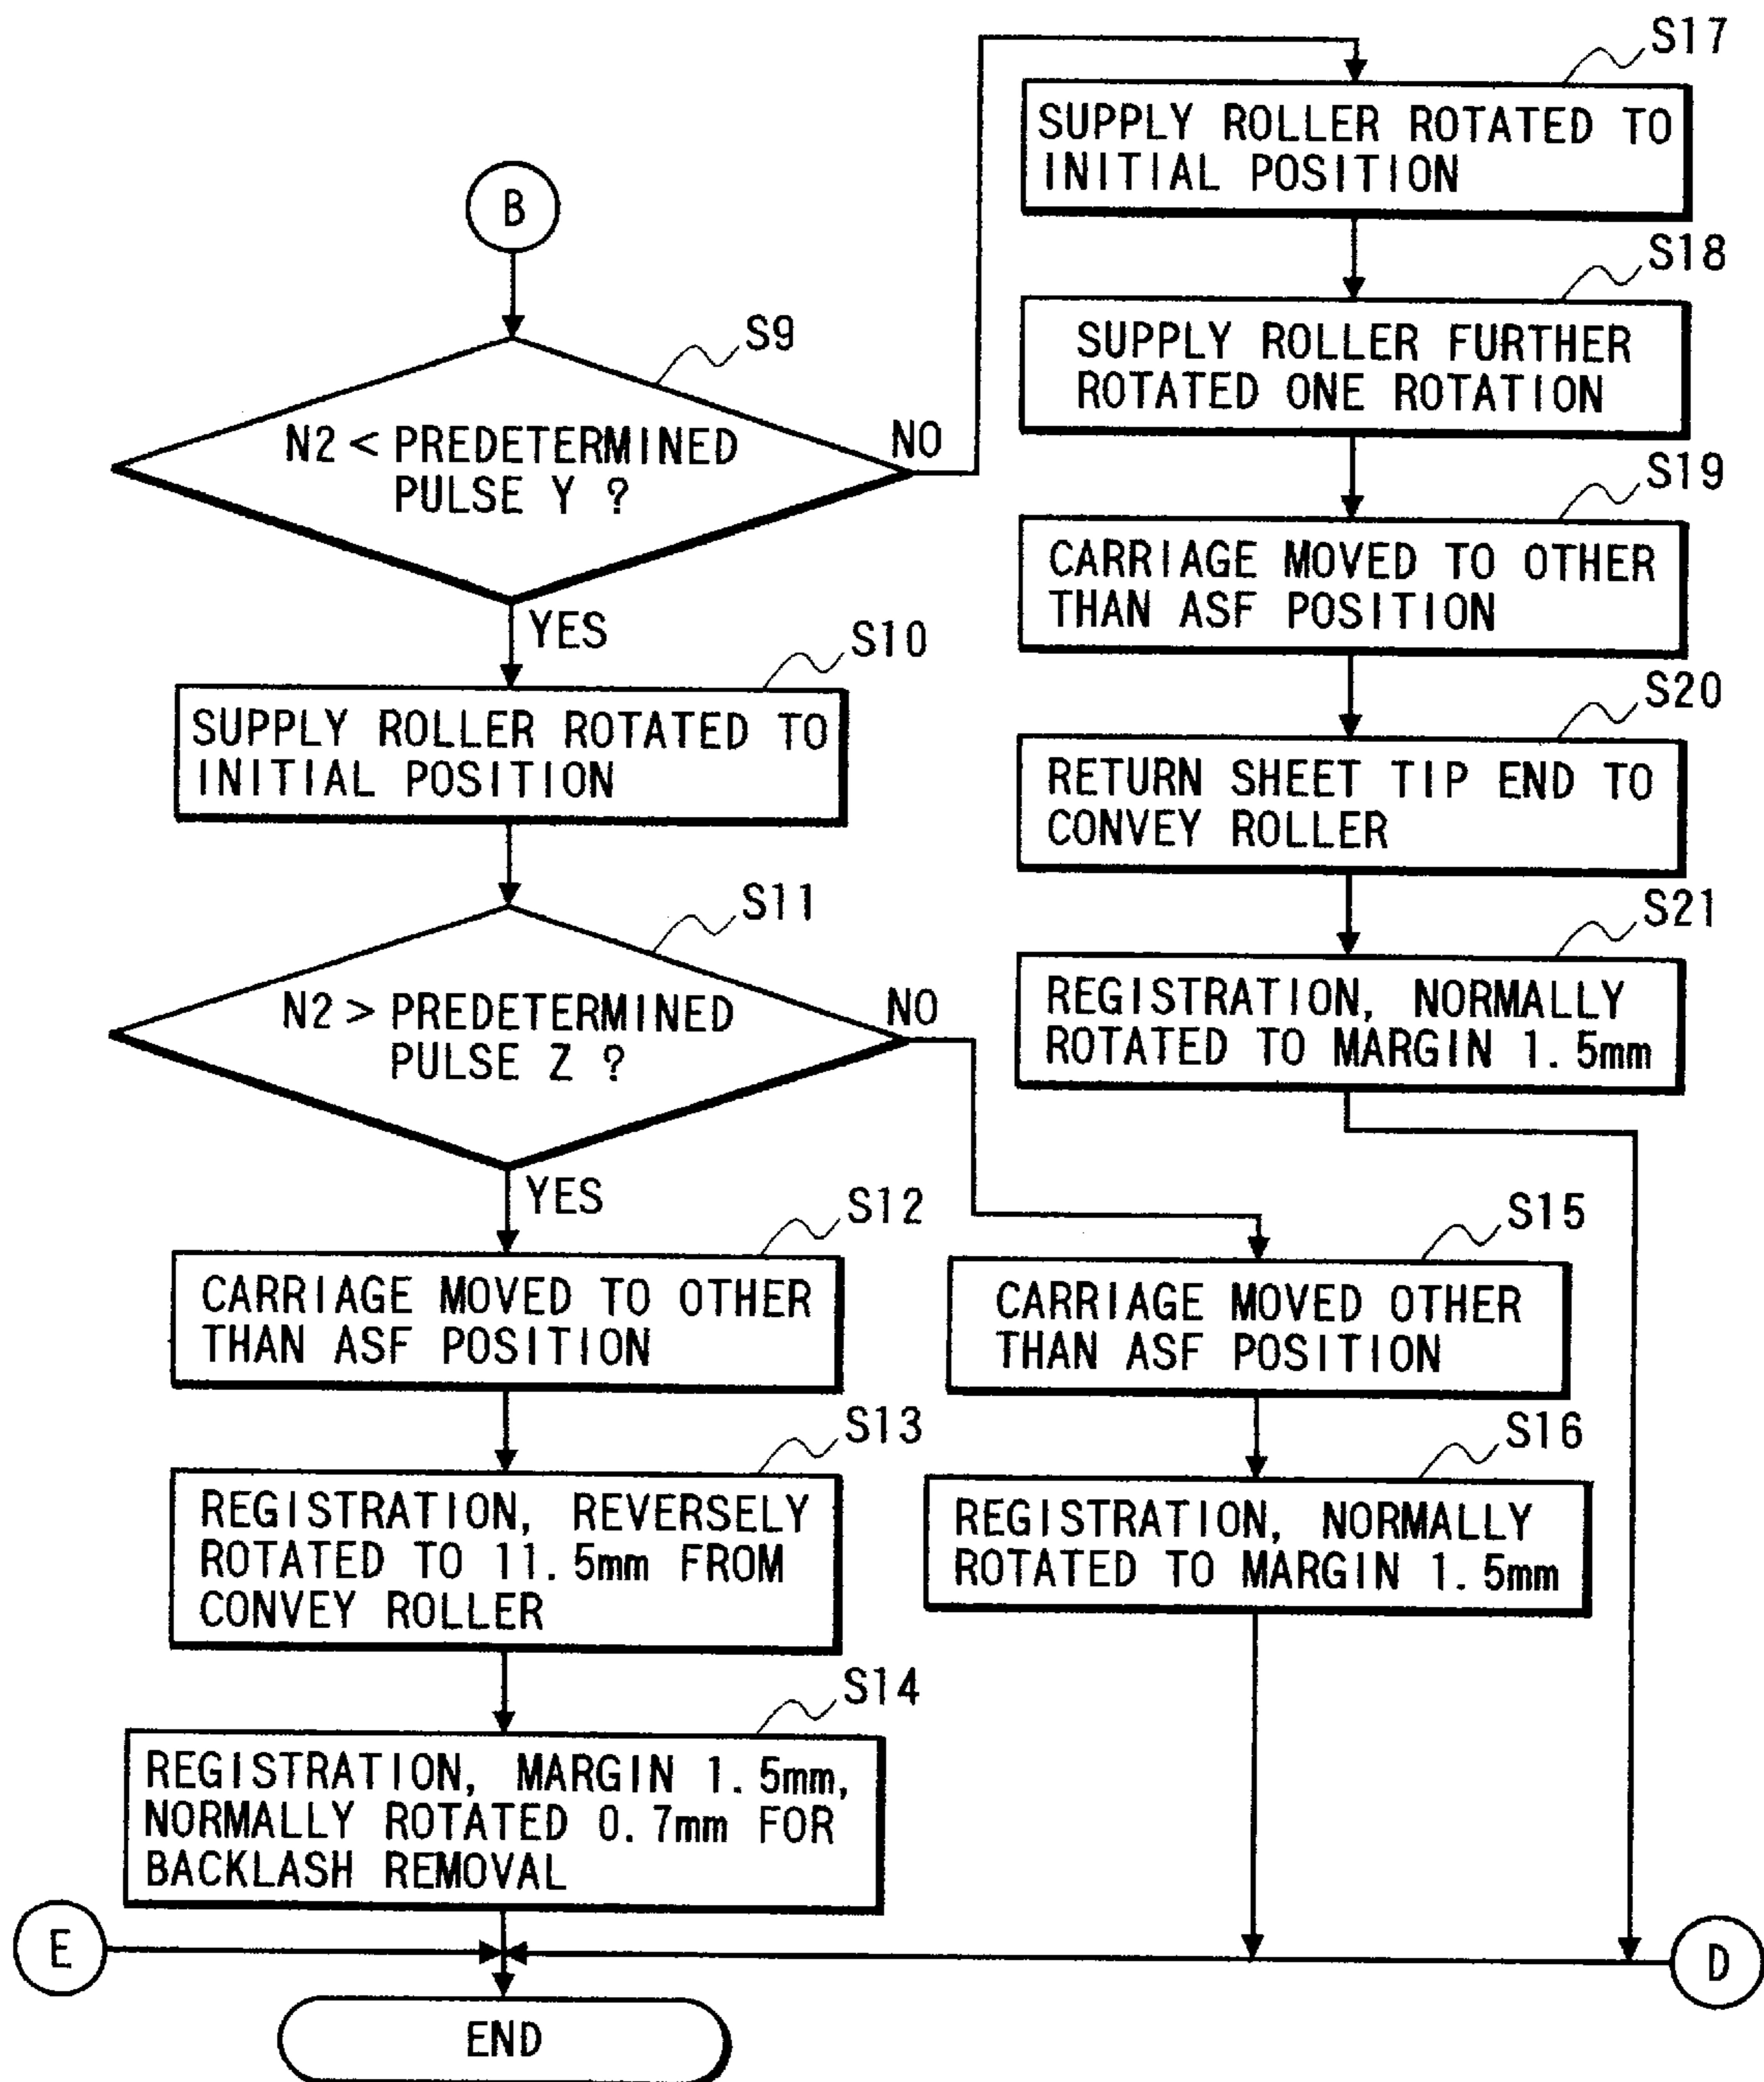 B
S9
N2 < PREDETERMINED
PULSE Y ?
NO
YES
S10
SUPPLY ROLLER ROTATED TO
INITIAL POSITION
S11
N2 > PREDETERMINED
PULSE Z ?
NO
YES
S12
CARRIAGE MOVED TO OTHER
THAN ASF POSITION
S13
REGISTRATION, REVERSELY
ROTATED TO 11.5mm FROM
CONVEY ROLLER
S14
REGISTRATION, MARGIN 1.5mm,
NORMALLY ROTATED 0.7mm FOR
BACKLASH REMOVAL
S15
CARRIAGE MOVED OTHER
THAN ASF POSITION
S16
REGISTRATION, NORMALLY
ROTATED TO MARGIN 1.5mm
S17
SUPPLY ROLLER ROTATED TO
INITIAL POSITION
S18
SUPPLY ROLLER FURTHER
ROTATED ONE ROTATION
S19
CARRIAGE MOVED TO OTHER
THAN ASF POSITION
S20
RETURN SHEET TIP END TO
CONVEY ROLLER
S21
REGISTRATION, NORMALLY
ROTATED TO MARGIN 1.5mm
E
D
END